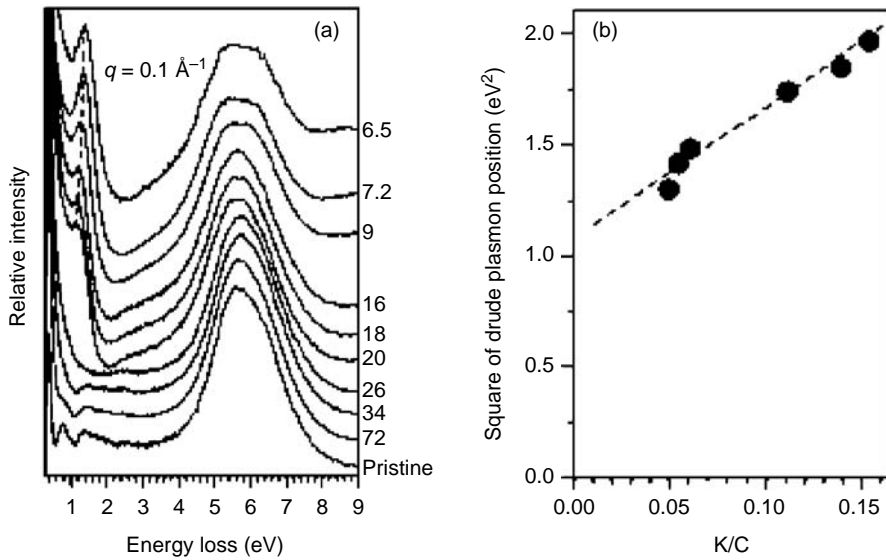 (a)
q = 0.1 Å–1
6.5
7.2
9
16
18
20
26
34
72
Pristine
Relative intensity
1 2 3 4 5 6 7 8 9
Energy loss (eV)
(b)
Square of drude plasmon position (eV2)
2.0
1.5
1.0
0.5
0.0
0.00 0.05 0.10 0.15
K/C